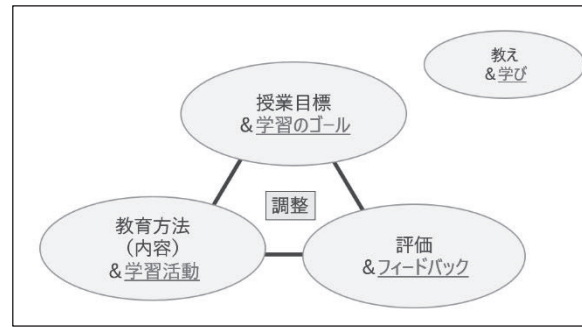 教え
&学び
授業目標
&学習のゴール
調整
教育方法
(内容)
&学習活動
評価
&フィードバック